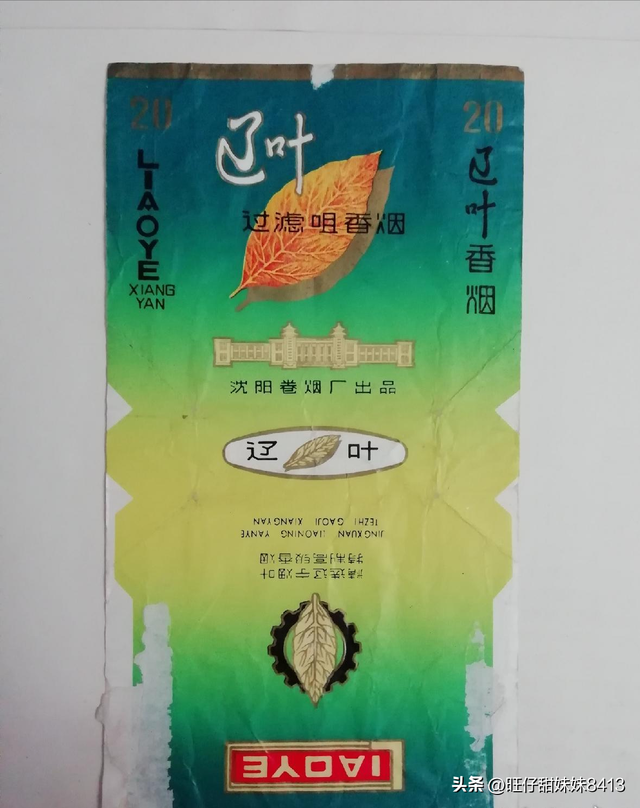 20
LIAOYE
XIANG
YAN
辽叶
过滤咀香烟
20
辽叶香烟
沈阳卷烟厂出品
辽 叶
IAOYE
精选辽宁烟叶
特制高级香烟
JINGXUAN LIAONING YANYE
TEZHI GAOJI XIANGYAN
头条 @旺仔甜妹妹8413